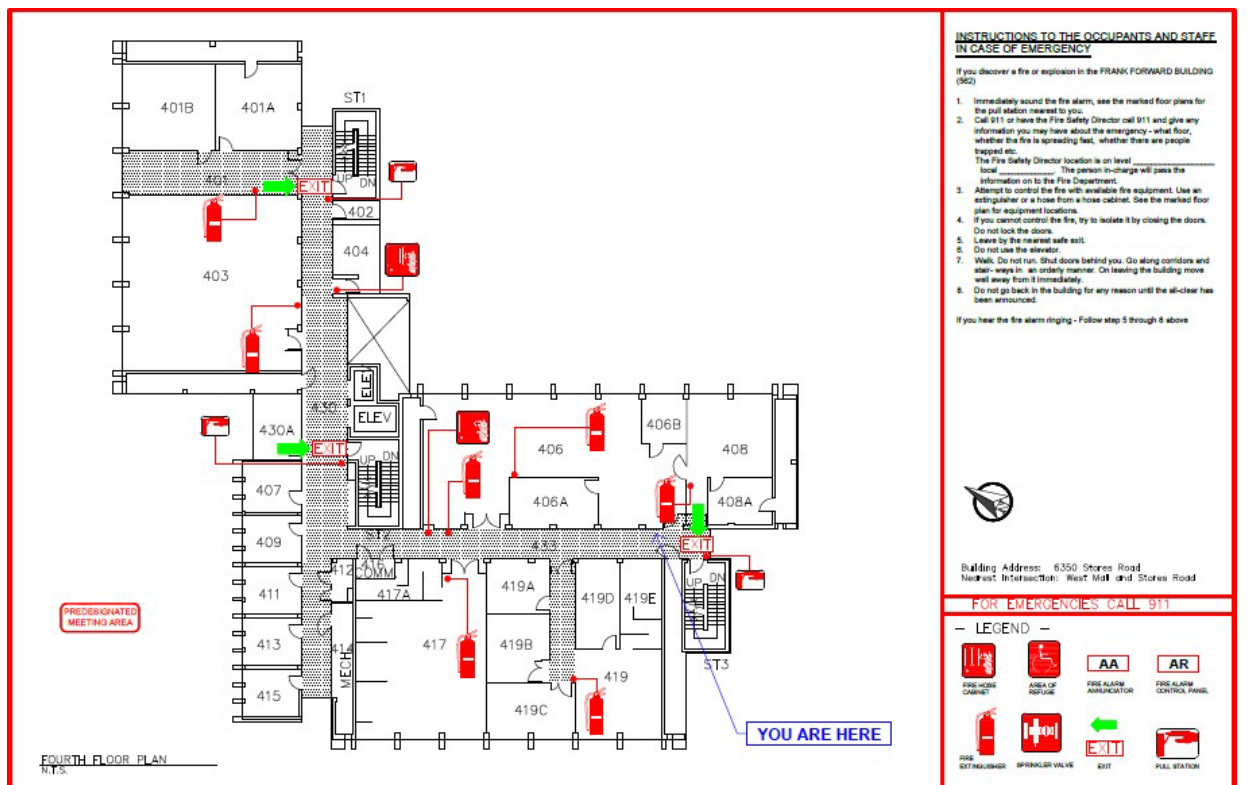 401B
401A
ST1
UP
DN
401
EXIT
402
404
403
ELEV
ELEV
430
430A
EXIT
UP
DN
ST2
407
409
411
413
415
406
406A
406B
408
408A
433
EXIT
UP
DN
ST3
412
416
COMM.
417A
414
MECH
417
419A
419B
419C
419D
419E
419
PREDESIGNATED
MEETING AREA
YOU ARE HERE
FOURTH FLOOR PLAN
N.T.S.
INSTRUCTIONS TO THE OCCUPANTS AND STAFF
IN CASE OF EMERGENCY
If you discover a fire or explosion in the FRANK FORWARD BUILDING
(562)
1. Immediately sound the fire alarm, see the marked floor plans for
the pull station nearest to you.
2. Call 911 or have the Fire Safety Director call 911 and give any
information you may have about the emergency - what floor,
whether the fire is spreading fast, whether there are people
trapped etc.
The Fire Safety Director location is on level ____________________
local ______________. The person in-charge will pass the
information on to the Fire Department.
3. Attempt to control the fire with available fire equipment. Use an
extinguisher or a hose from a hose cabinet. See the marked floor
plan for equipment locations.
4. If you cannot control the fire, try to isolate it by closing the doors.
Do not lock the doors.
5. Leave by the nearest safe exit.
6. Do not use the elevator.
7. Walk. Do not run. Shut doors behind you. Go along corridors and
stair- ways in an orderly manner. On leaving the building move
well away from it immediately.
8. Do not go back in the building for any reason until the all-clear has
been announced.
If you hear the fire alarm ringing - Follow step 5 through 8 above
Building Address: 6350 Stores Road
Nearest Intersection: West Mall and Stores Road
FOR EMERGENCIES CALL 911
- LEGEND -
FIRE HOSE
CABINET
AREA OF
REFUGE
AA
FIRE ALARM
ANNUNCIATOR
AR
FIRE ALARM
CONTROL PANEL
FIRE
EXTINGUISHER
SPRINKLER VALVE
EXIT
EXIT
PULL STATION